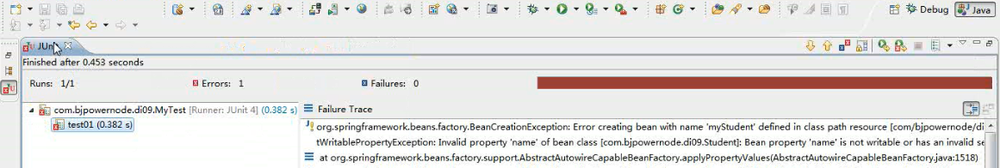 Debug
Java
JUnit
Finished after 0.453 seconds
Runs: 1/1
Errors: 1
Failures: 0
com.bjpowernode.di09.MyTest [Runner: JUnit 4] (0.382 s)
test01 (0.382 s)
Failure Trace
org.springframework.beans.factory.BeanCreationException: Error creating bean with name 'myStudent' defined in class path resource [com/bjpowernode/di
tWritablePropertyException: Invalid property 'name' of bean class [com.bjpowernode.di09.Student]: Bean property 'name' is not writable or has an invalid se
at org.springframework.beans.factory.support.AbstractAutowireCapableBeanFactory.applyPropertyValues(AbstractAutowireCapableBeanFactory.java:1518)